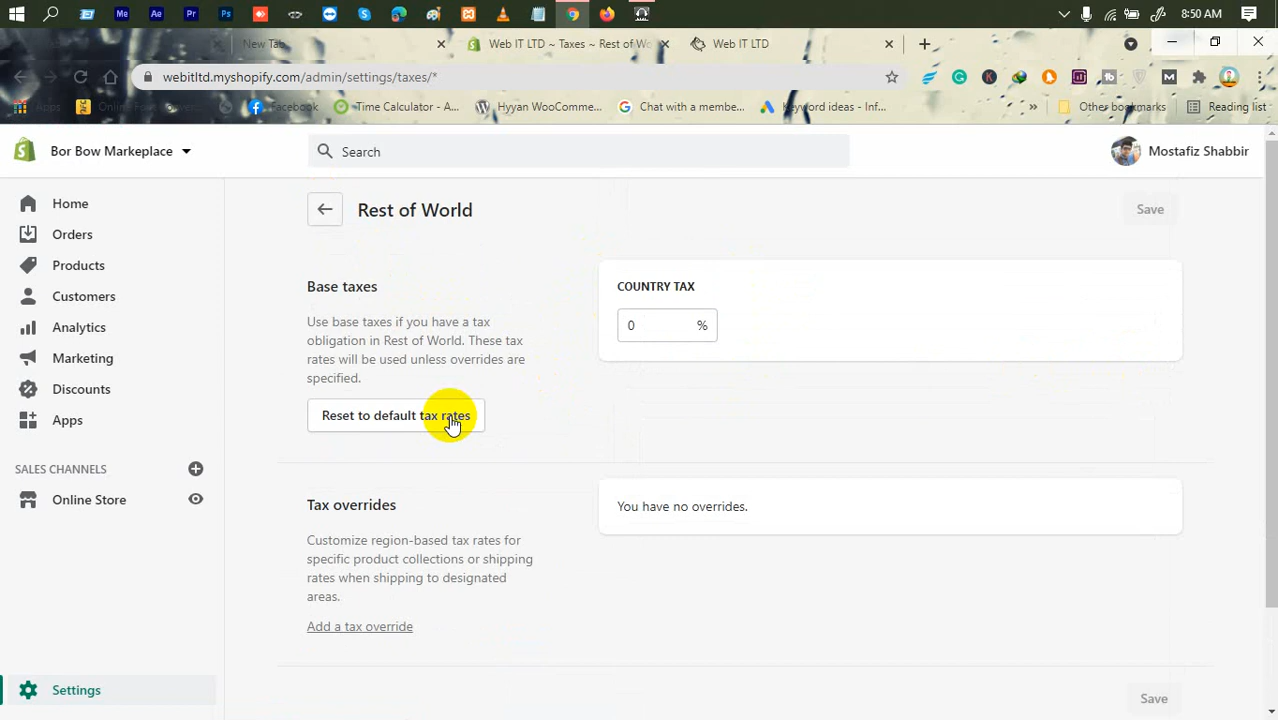 Me
Ae
Pr
Ps
8:50 AM
New Tab
Web IT LTD ~ Taxes ~ Rest of Wo
Web IT LTD
webitltd.myshopify.com/admin/settings/taxes/*
Apps
Facebook
Time Calculator - A...
Hyyan WooComme...
Chat with a membe...
Keyword ideas - Inf...
Other bookmarks
Reading list
Bor Bow Markeplace
Search
Mostafiz Shabbir
Home
Orders
Products
Customers
Analytics
Marketing
Discounts
Apps
SALES CHANNELS
Online Store
Settings
Rest of World
Save
Base taxes
Use base taxes if you have a tax
obligation in Rest of World. These tax
rates will be used unless overrides are
specified.
Reset to default tax rates
COUNTRY TAX
0 %
Tax overrides
Customize region-based tax rates for
specific product collections or shipping
rates when shipping to designated
areas.
Add a tax override
You have no overrides.
Save